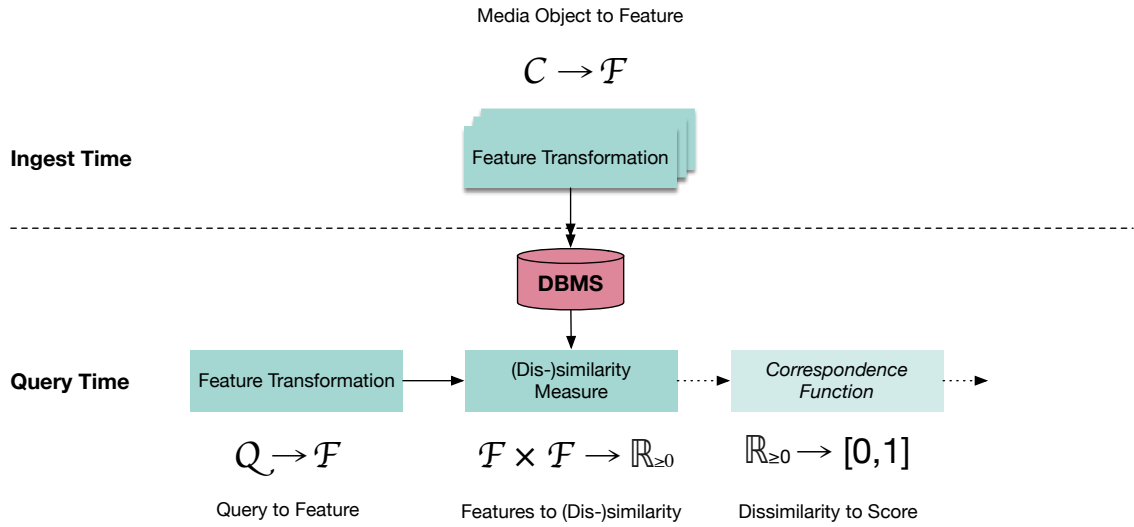 Media Object to Feature
C → ℱ
Ingest Time
Feature Transformation
DBMS
Query Time
Feature Transformation
(Dis-)similarity
Measure
Correspondence
Function
𝒬 → ℱ
ℱ × ℱ → ℝ≥0
ℝ≥0 → [0,1]
Query to Feature
Features to (Dis-)similarity
Dissimilarity to Score